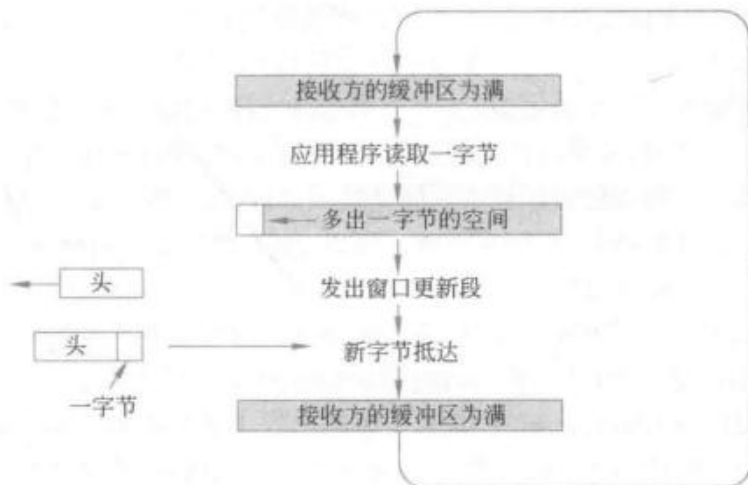 接收方的缓冲区为满
应用程序读取一字节
多出一字节的空间
头
发出窗口更新段
头
新字节抵达
一字节
接收方的缓冲区为满